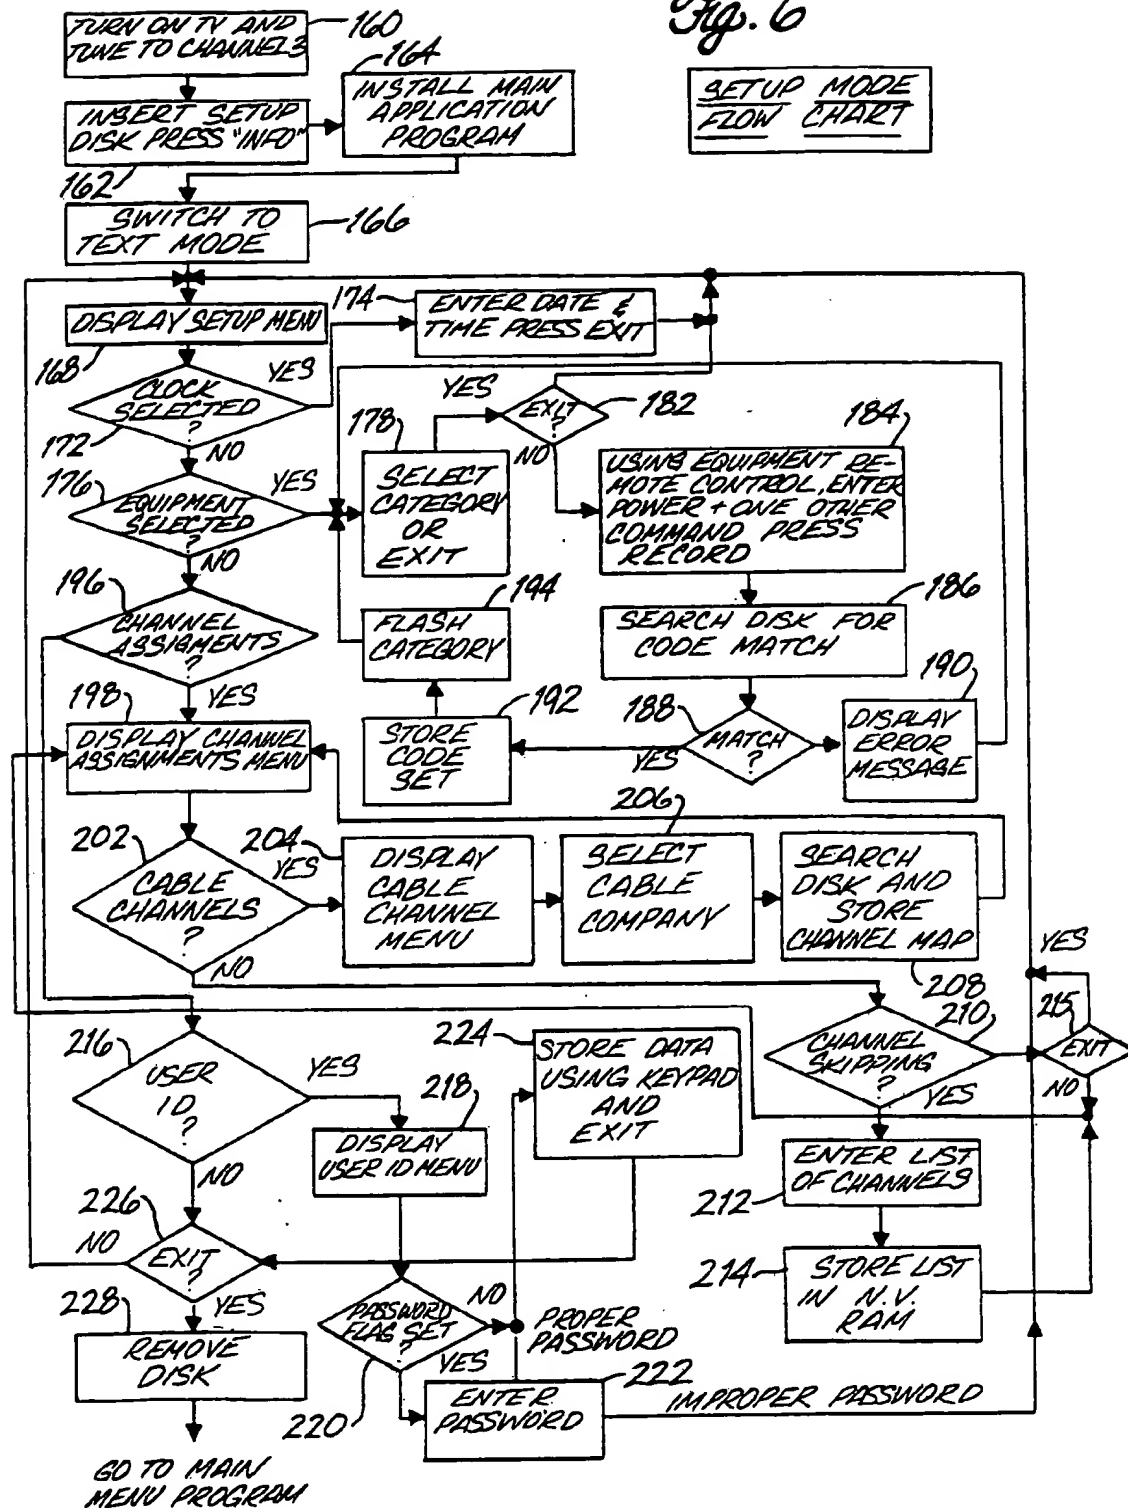 Fig. 6
SETUP MODE
FLOW CHART
TURN ON TV AND
TUNE TO CHANNEL 3
160
INSERT SETUP
DISK PRESS "INFO"
162
164
INSTALL MAIN
APPLICATION
PROGRAM
SWITCH TO
TEXT MODE
166
DISPLAY SETUP MENU
168
CLOCK
SELECTED
?
172
YES
NO
174
ENTER DATE &
TIME PRESS EXIT
176
EQUIPMENT
SELECTED
?
YES
NO
178
SELECT
CATEGORY
OR
EXIT
YES
EXIT
?
182
NO
184
USING EQUIPMENT RE-
MOTE CONTROL, ENTER
POWER + ONE OTHER
COMMAND PRESS
RECORD
186
SEARCH DISK FOR
CODE MATCH
188
MATCH
?
YES
190
DISPLAY
ERROR
MESSAGE
192
STORE
CODE
SET
194
FLASH
CATEGORY
196
CHANNEL
ASSIGMENTS
?
YES
198
DISPLAY CHANNEL
ASSIGNMENTS MENU
202
CABLE
CHANNELS
?
YES
NO
204
DISPLAY
CABLE
CHANNEL
MENU
206
SELECT
CABLE
COMPANY
SEARCH
DISK AND
STORE
CHANNEL MAP
208
210
CHANNEL
SKIPPING
?
YES
215
EXIT
YES
NO
ENTER LIST
OF CHANNELS
212
214
STORE LIST
IN N.V.
RAM
216
USER
ID
?
YES
NO
218
DISPLAY
USER ID MENU
224
STORE DATA
USING KEYPAD
AND
EXIT
PASSWORD
FLAG SET
?
220
NO
YES
PROPER
PASSWORD
222
ENTER
PASSWORD
IMPROPER PASSWORD
226
EXIT
?
NO
YES
228
REMOVE
DISK
GO TO MAIN
MENU PROGRAM